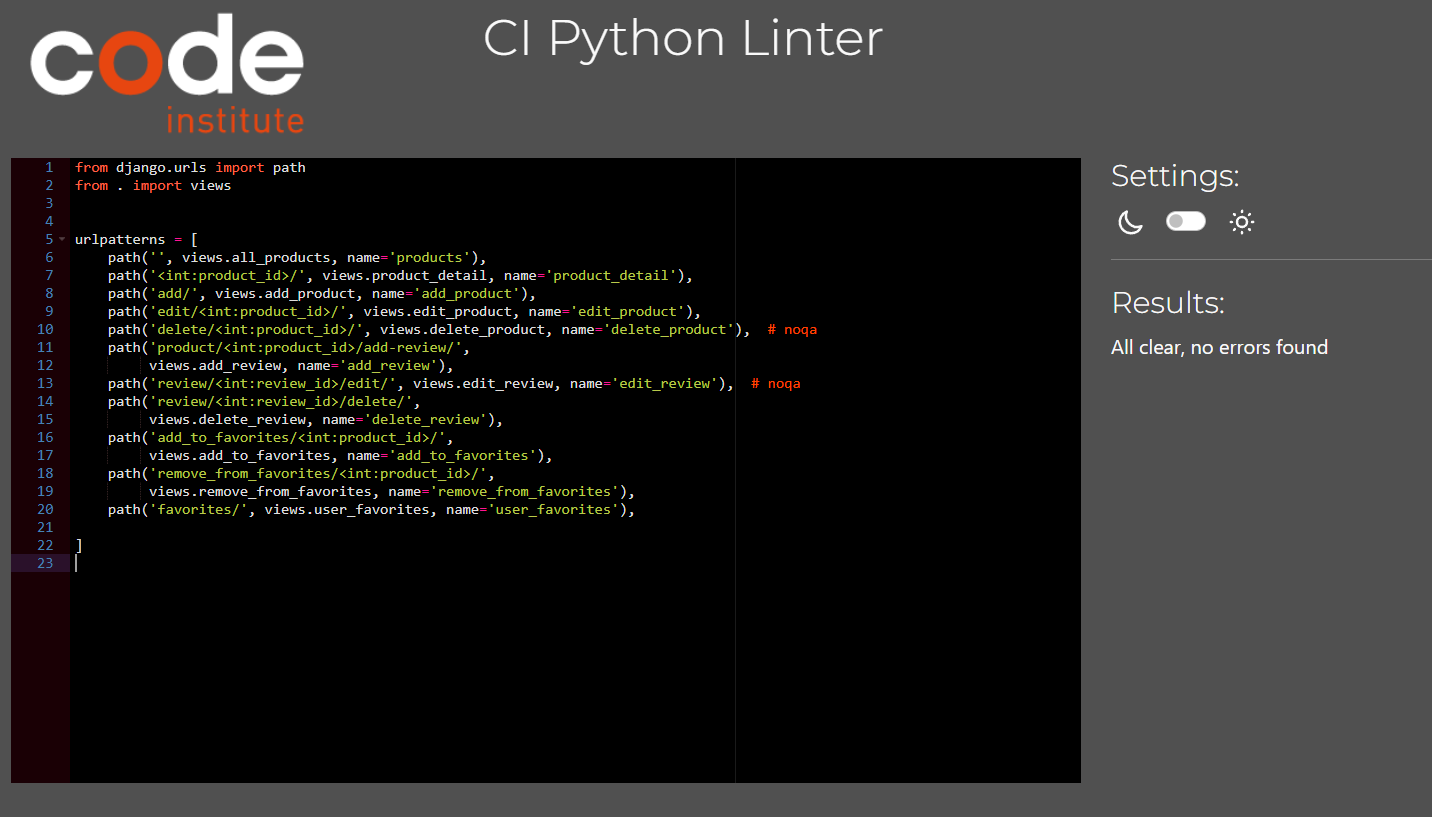 code
institute
CI Python Linter
1 from django.urls import path
2 from . import views
3
4
5 urlpatterns = [
6     path('', views.all_products, name='products'),
7     path('<int:product_id>/', views.product_detail, name='product_detail'),
8     path('add/', views.add_product, name='add_product'),
9     path('edit/<int:product_id>/', views.edit_product, name='edit_product'),
10     path('delete/<int:product_id>/', views.delete_product, name='delete_product'),  # noqa
11     path('product/<int:product_id>/add-review/',
12          views.add_review, name='add_review'),
13     path('review/<int:review_id>/edit/', views.edit_review, name='edit_review'),  # noqa
14     path('review/<int:review_id>/delete/',
15          views.delete_review, name='delete_review'),
16     path('add_to_favorites/<int:product_id>/',
17          views.add_to_favorites, name='add_to_favorites'),
18     path('remove_from_favorites/<int:product_id>/',
19          views.remove_from_favorites, name='remove_from_favorites'),
20     path('favorites/', views.user_favorites, name='user_favorites'),
21
22 ]
23
Settings:
Results:
All clear, no errors found